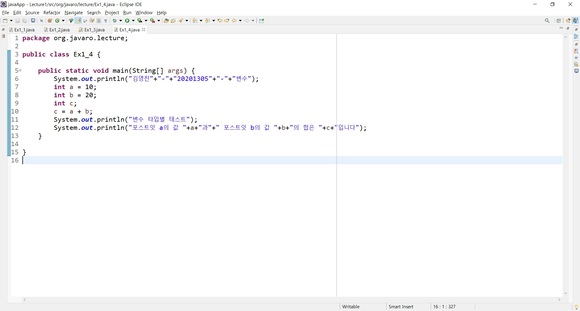 JavaApp - Lecture1/src/org/javaro/lecture/Ex1_4.java - Eclipse IDE
File Edit Source Refactor Navigate Search Project Run Window Help
Ex1_1.java Ex1_2.java Ex1_3.java Ex1_4.java
1 package org.javaro.lecture;
2
3 public class Ex1_4 {
4
5 public static void main(String[] args) {
6 System.out.println("김영진"+"-"+"20201305"+"-"+"변수");
7 int a = 10;
8 int b = 20;
9 int c;
10 c = a + b;
11 System.out.println("변수 타입별 테스트");
12 System.out.println("포스트잇 a의 값 "+a+"과"+" 포스트잇 b의 값 "+b+"의 합은 "+c+"입니다");
13 }
14
15 }
16
Writable Smart Insert 16 : 1 : 327